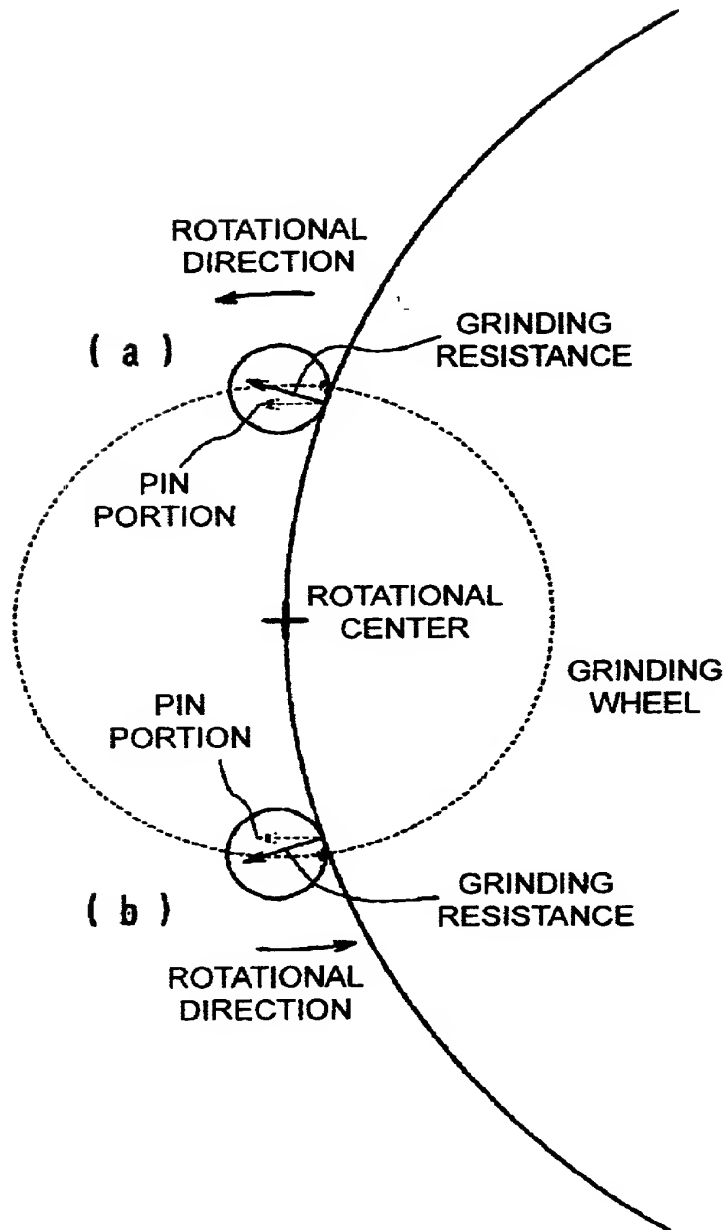 ROTATIONAL
DIRECTION
( a )
GRINDING
RESISTANCE
PIN
PORTION
ROTATIONAL
CENTER
GRINDING
WHEEL
PIN
PORTION
( b )
GRINDING
RESISTANCE
ROTATIONAL
DIRECTION